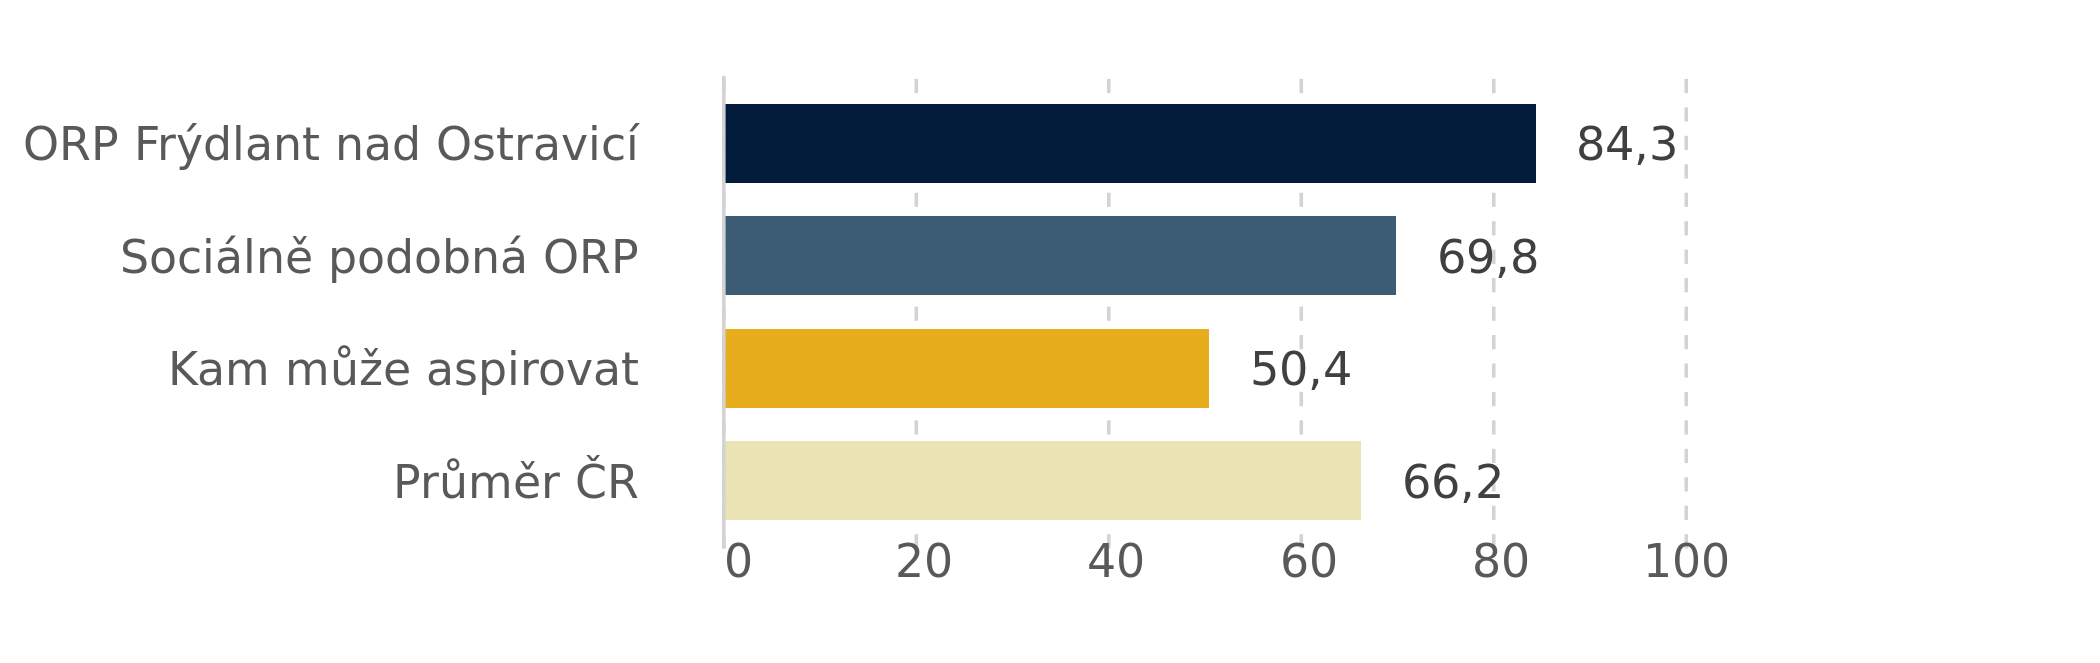 ORP Frýdlant nad Ostravicí 84,3
Sociálně podobná ORP 69,8
Kam může aspirovat 50,4
Průměr ČR 66,2
0 20 40 60 80 100